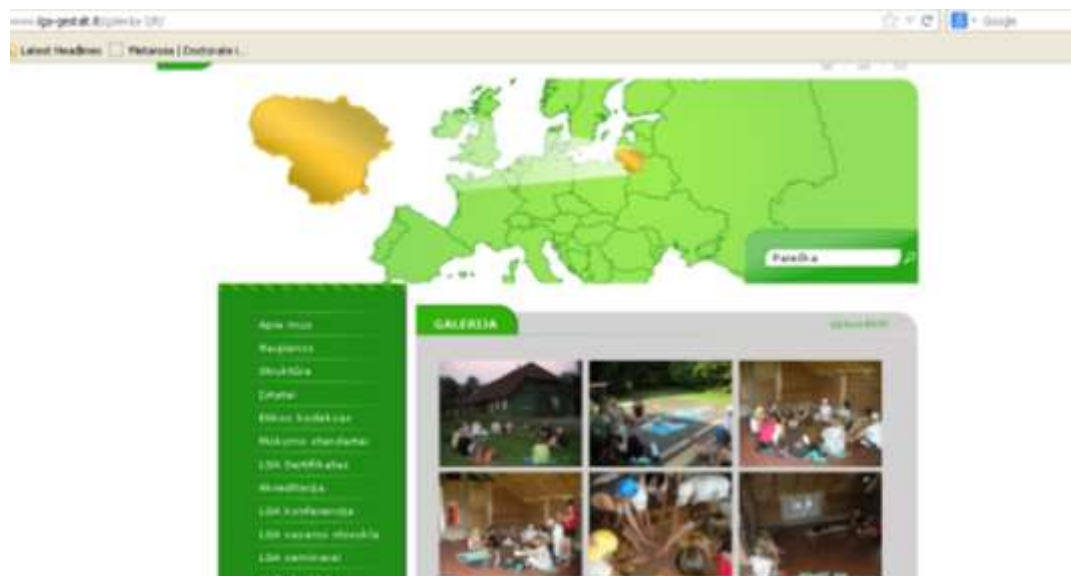 Google
Latest Headlines
Paieška
Apie mus
Naujienos
Struktūra
Įstatai
Etikos kodeksas
Mokymo standartai
LGA Sertifikatas
Akreditacija
LGA konferencija
LGA vasaros stovykla
LGA seminarai
GALERIJA